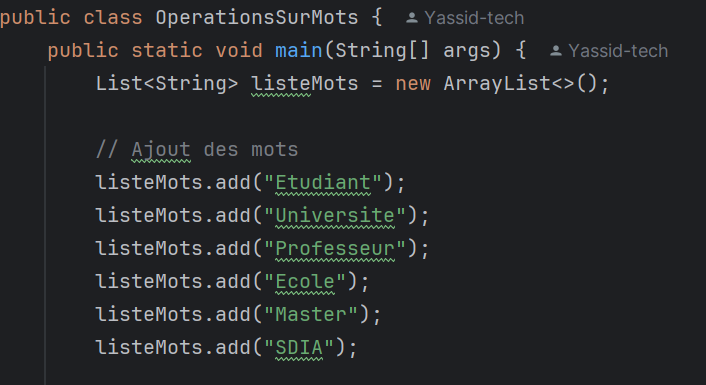 public class OperationsSurMots { Yassid-tech
public static void main(String[] args) { Yassid-tech
List<String> listeMots = new ArrayList<>();
// Ajout des mots
listeMots.add("Etudiant");
listeMots.add("Universite");
listeMots.add("Professeur");
listeMots.add("Ecole");
listeMots.add("Master");
listeMots.add("SDIA");